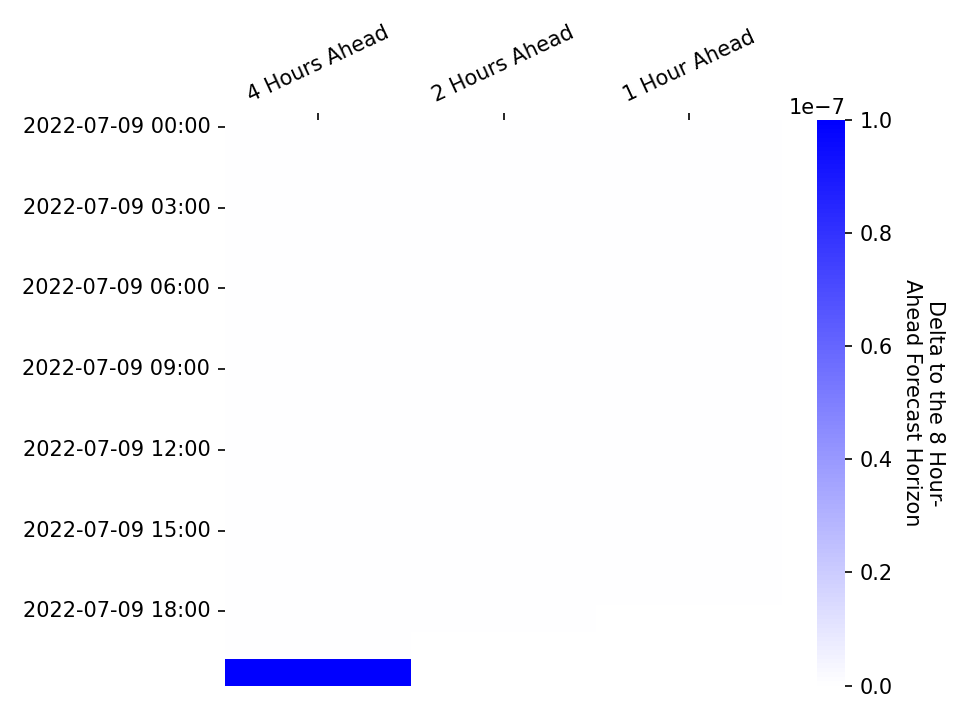 4 Hours Ahead
2 Hours Ahead
1 Hour Ahead
2022-07-09 00:00
2022-07-09 03:00
2022-07-09 06:00
2022-07-09 09:00
2022-07-09 12:00
2022-07-09 15:00
2022-07-09 18:00
1e−7
1.0
0.8
0.6
0.4
0.2
0.0
Delta to the 8 Hour-
Ahead Forecast Horizon